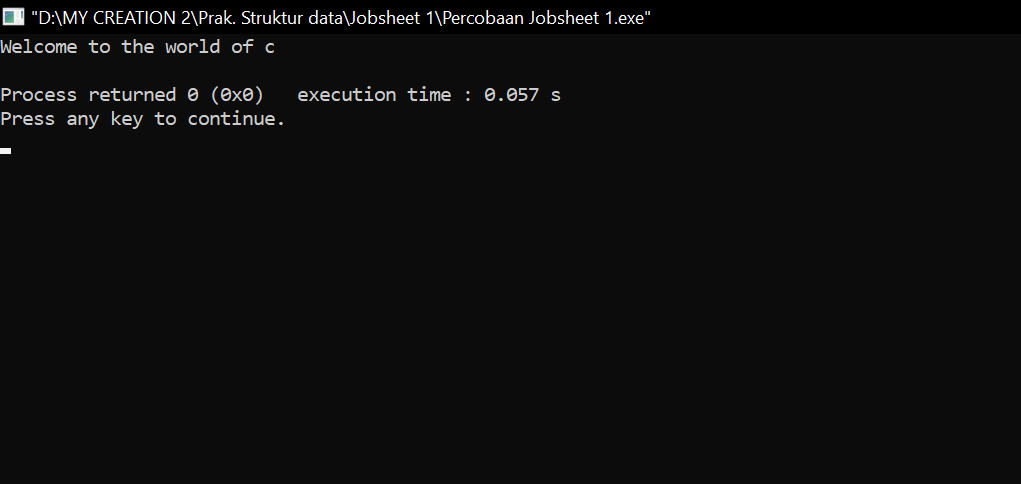 "D:\MY CREATION 2\Prak. Struktur data\Jobsheet 1\Percobaan Jobsheet 1.exe"
Welcome to the world of c
Process returned 0 (0x0)   execution time : 0.057 s
Press any key to continue.